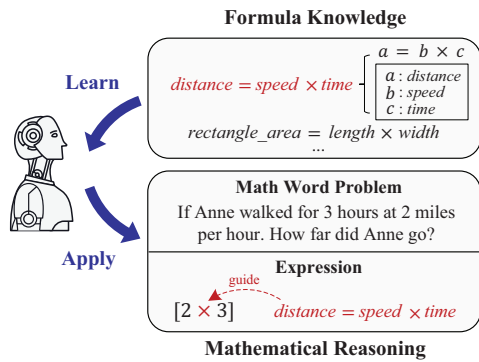 Formula Knowledge
Learn
distance = speed × time
a = b × c
a : distance
b : speed
c : time
rectangle_area = length × width
...
Math Word Problem
If Anne walked for 3 hours at 2 miles
per hour. How far did Anne go?
Apply
Expression
guide
[2 × 3]
distance = speed × time
Mathematical Reasoning